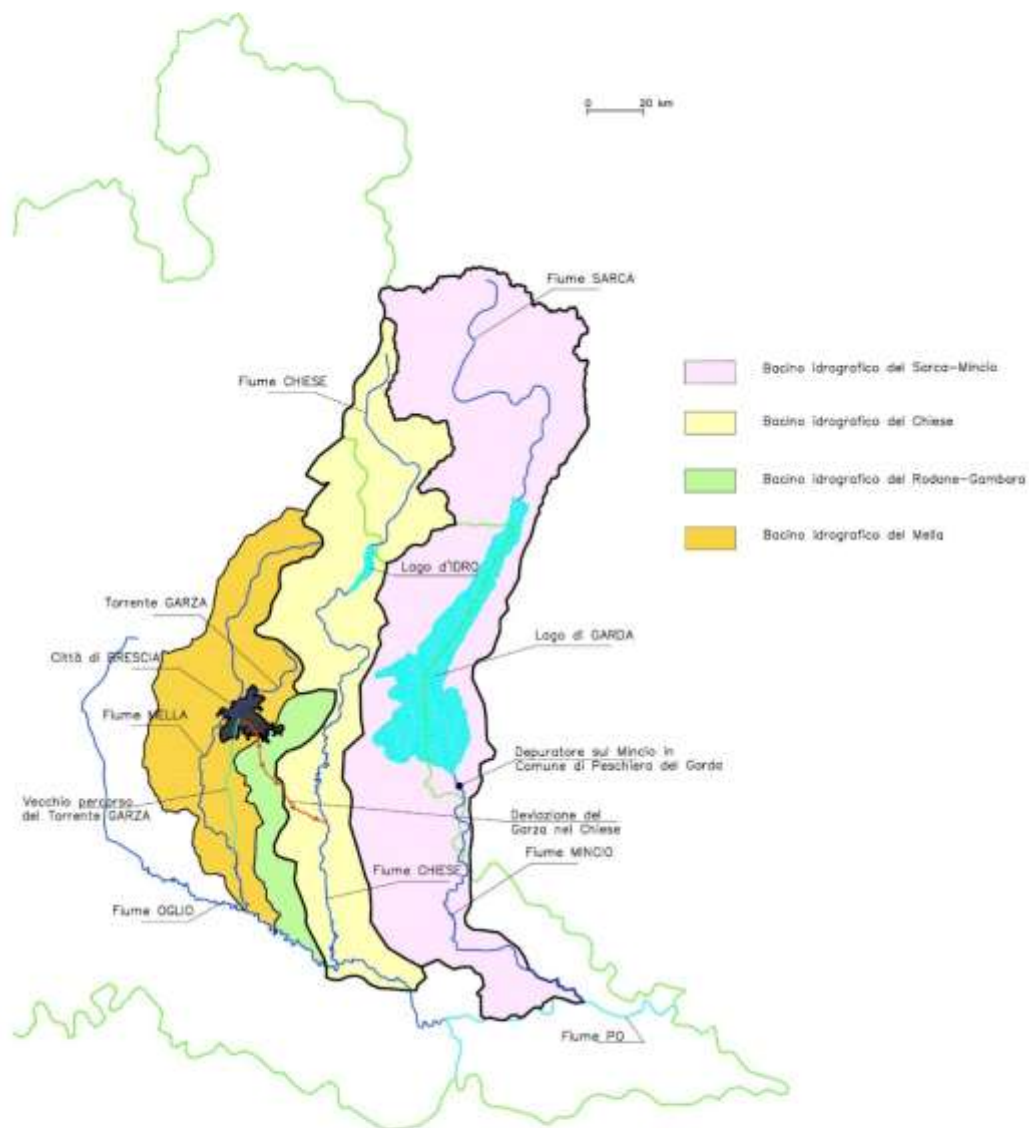 0 20 km
Fiume SARCA
Fiume CHIESE
Bacino idrografico del Sarca-Mincio
Bacino idrografico del Chiese
Bacino idrografico del Rodone-Gambara
Bacino idrografico del Mella
Lago d'IDRO
Torrente GARZA
Lago di GARDA
Città di BRESCIA
Fiume MELLA
Depuratore sul Mincio in
Comune di Peschiera del Garda
Vecchio percorso
del Torrente GARZA
Deviazione del
Garza nel Chiese
Fiume MINCIO
Fiume CHIESE
Fiume OGLIO
Fiume PO